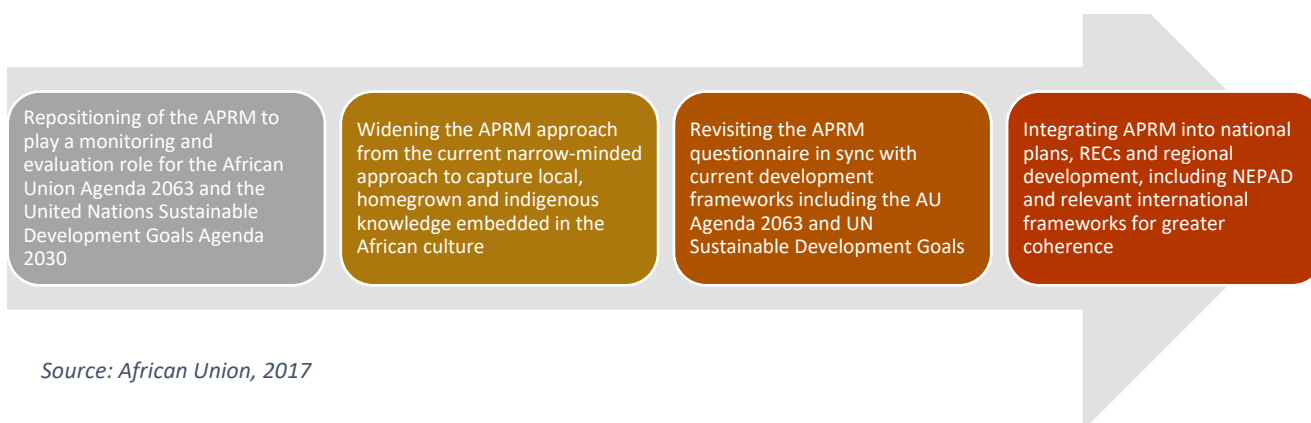 Repositioning of the APRM to
play a monitoring and
evaluation role for the African
Union Agenda 2063 and the
United Nations Sustainable
Development Goals Agenda
2030
Widening the APRM approach
from the current narrow-minded
approach to capture local,
homegrown and indigenous
knowledge embedded in the
African culture
Revisiting the APRM
questionnaire in sync with
current development
frameworks including the AU
Agenda 2063 and UN
Sustainable Development Goals
Integrating APRM into national
plans, RECs and regional
development, including NEPAD
and relevant international
frameworks for greater
coherence
Source: African Union, 2017